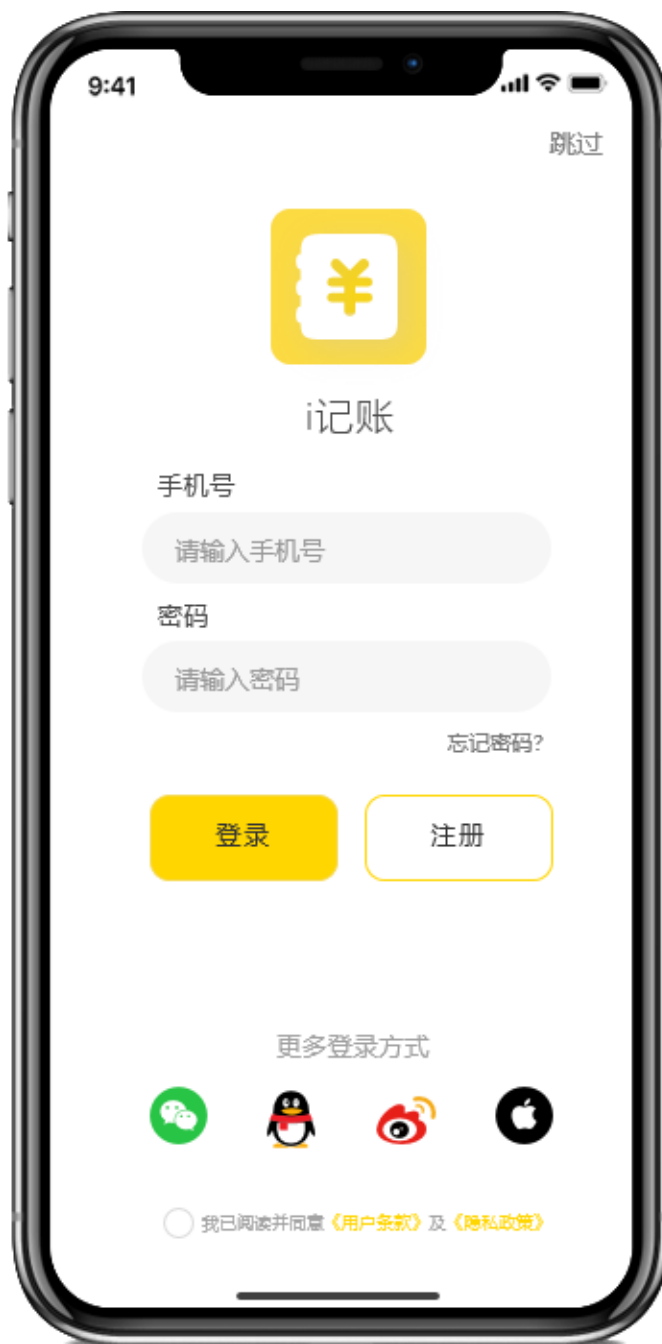 9:41
跳过
¥
i记账
手机号
请输入手机号
密码
请输入密码
忘记密码?
登录 注册
更多登录方式
我已阅读并同意《用户条款》及《隐私政策》